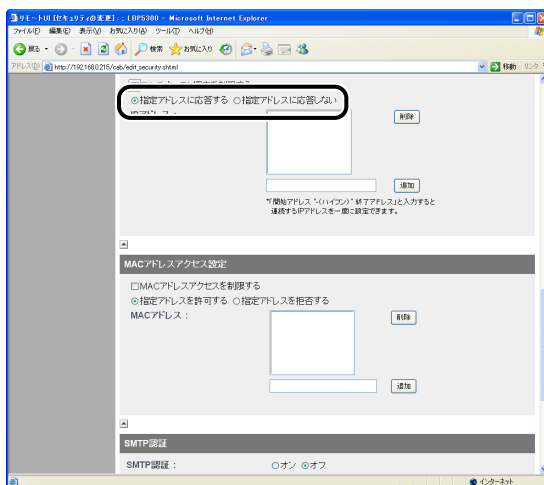 リモートUI [セキュリティの変更] : ; LBP5300 - Microsoft Internet Explorer
ファイル(F) 編集(E) 表示(V) お気に入り(A) ツール(T) ヘルプ(H)
戻る 検索 お気に入り
アドレス(D) http://192.168.0.215/cab/edit_security.shtml 移動 リンク
指定アドレスに応答する 指定アドレスに応答しない
IPアドレス :
削除
追加
*「開始アドレス "-(ハイフン)" 終了アドレス」と入力すると
連続するIPアドレスを一度に設定できます。
MACアドレスアクセス設定
MACアドレスアクセスを制限する
指定アドレスを許可する 指定アドレスを拒否する
MACアドレス :
削除
追加
SMTP認証
SMTP認証 : オン オフ
インターネット